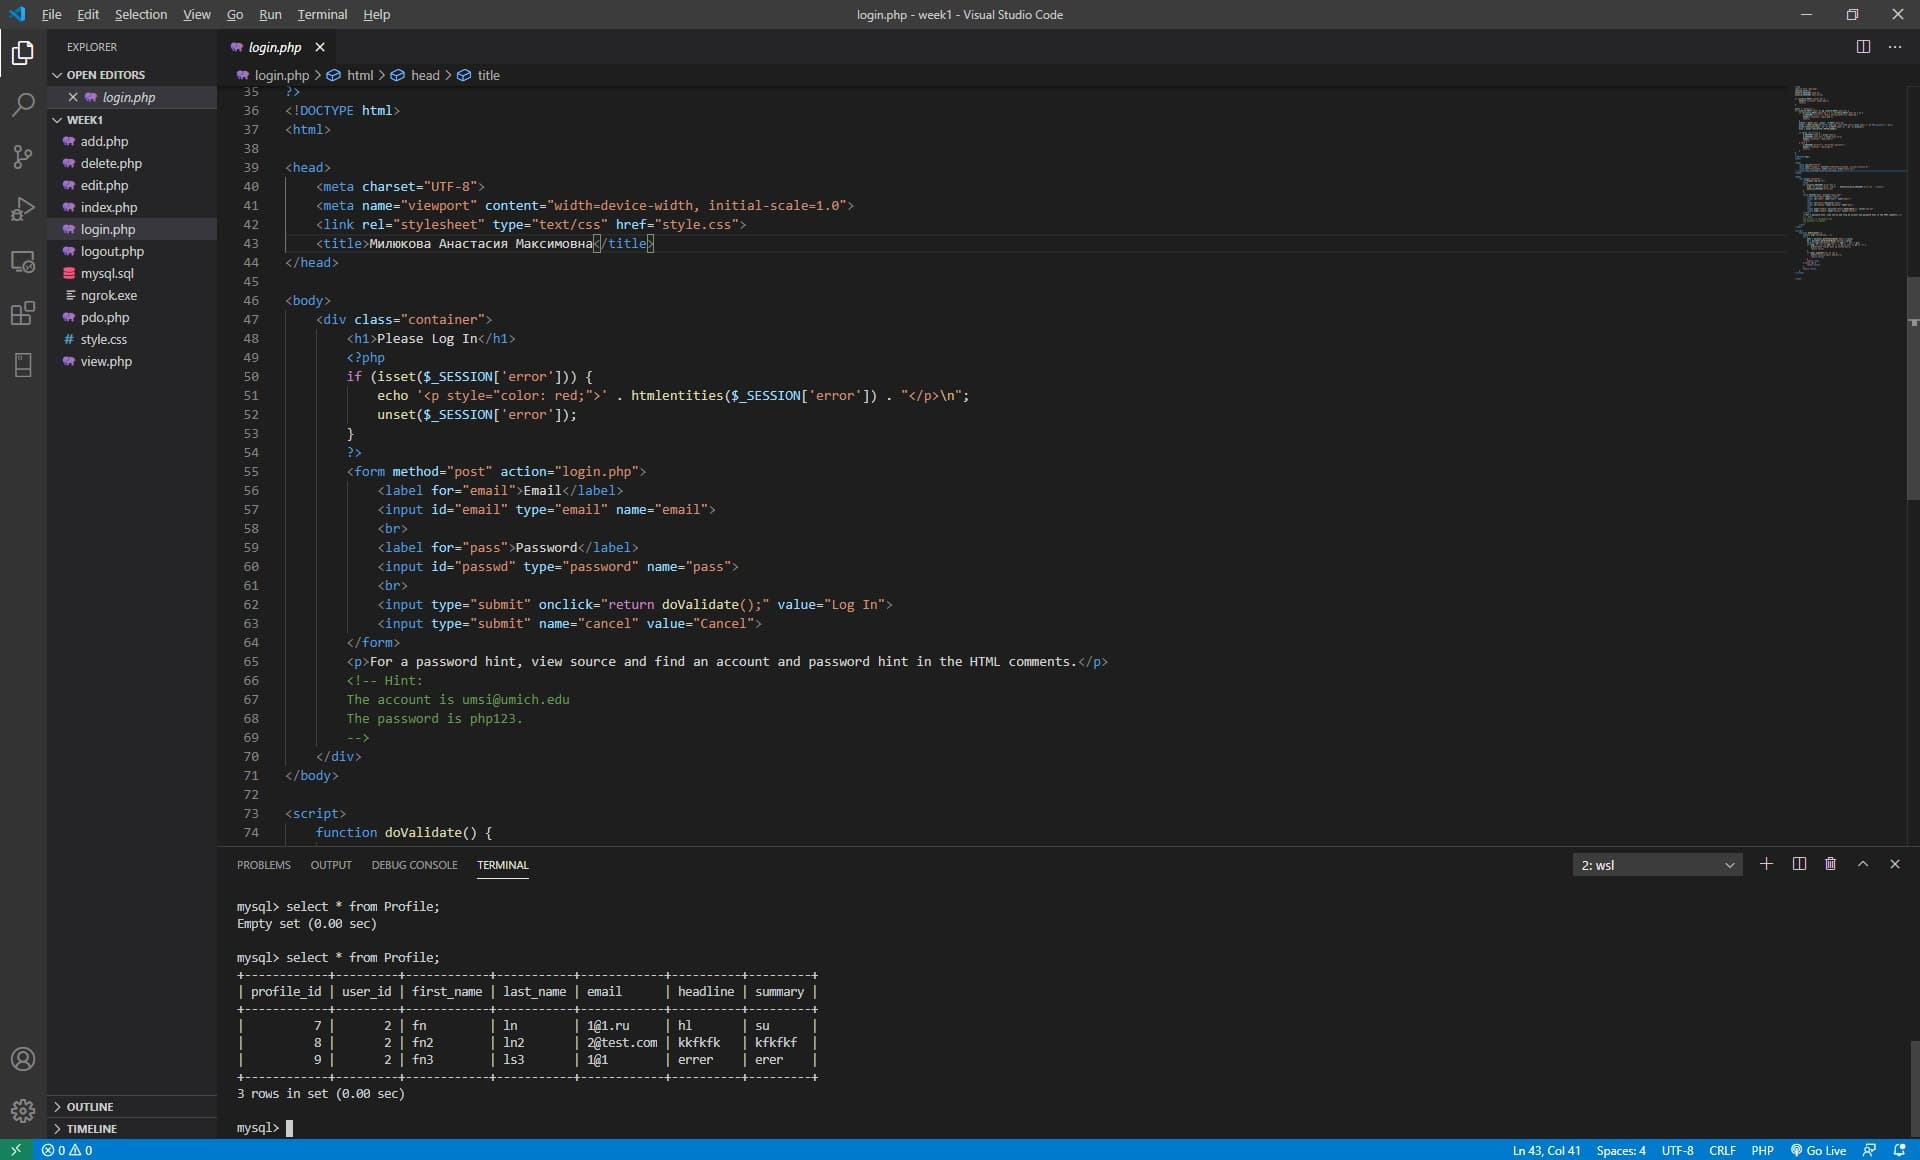 File Edit Selection View Go Run Terminal Help
login.php - week1 - Visual Studio Code
EXPLORER
OPEN EDITORS
login.php
WEEK1
add.php
delete.php
edit.php
index.php
login.php
logout.php
mysql.sql
ngrok.exe
pdo.php
style.css
view.php
OUTLINE
TIMELINE
login.php
login.php > html > head > title
35 ?>
36 <!DOCTYPE html>
37 <html>
38
39 <head>
40 <meta charset="UTF-8">
41 <meta name="viewport" content="width=device-width, initial-scale=1.0">
42 <link rel="stylesheet" type="text/css" href="style.css">
43 <title>Милюкова Анастасия Максимовна</title>
44 </head>
45
46 <body>
47 <div class="container">
48 <h1>Please Log In</h1>
49 <?php
50 if (isset($_SESSION['error'])) {
51 echo '<p style="color: red;">' . htmlentities($_SESSION['error']) . "</p>\n";
52 unset($_SESSION['error']);
53 }
54 ?>
55 <form method="post" action="login.php">
56 <label for="email">Email</label>
57 <input id="email" type="email" name="email">
58 <br>
59 <label for="pass">Password</label>
60 <input id="passwd" type="password" name="pass">
61 <br>
62 <input type="submit" onclick="return doValidate();" value="Log In">
63 <input type="submit" name="cancel" value="Cancel">
64 </form>
65 <p>For a password hint, view source and find an account and password hint in the HTML comments.</p>
66 <!-- Hint:
67 The account is umsi@umich.edu
68 The password is php123.
69 -->
70 </div>
71 </body>
72
73 <script>
74 function doValidate() {
PROBLEMS OUTPUT DEBUG CONSOLE TERMINAL
2: wsl
mysql> select * from Profile;
Empty set (0.00 sec)
mysql> select * from Profile;
+------------+---------+------------+-----------+------------+----------+---------+
| profile_id | user_id | first_name | last_name | email      | headline | summary |
+------------+---------+------------+-----------+------------+----------+---------+
|          7 |       2 | fn         | ln        | 1@1.ru     | hl       | su      |
|          8 |       2 | fn2        | ln2       | 2@test.com | kkfkfk   | kfkfkf  |
|          9 |       2 | fn3        | ls3       | 1@1        | errer    | erer    |
+------------+---------+------------+-----------+------------+----------+---------+
3 rows in set (0.00 sec)
mysql>
0 0
Ln 43, Col 41 Spaces: 4 UTF-8 CRLF PHP Go Live